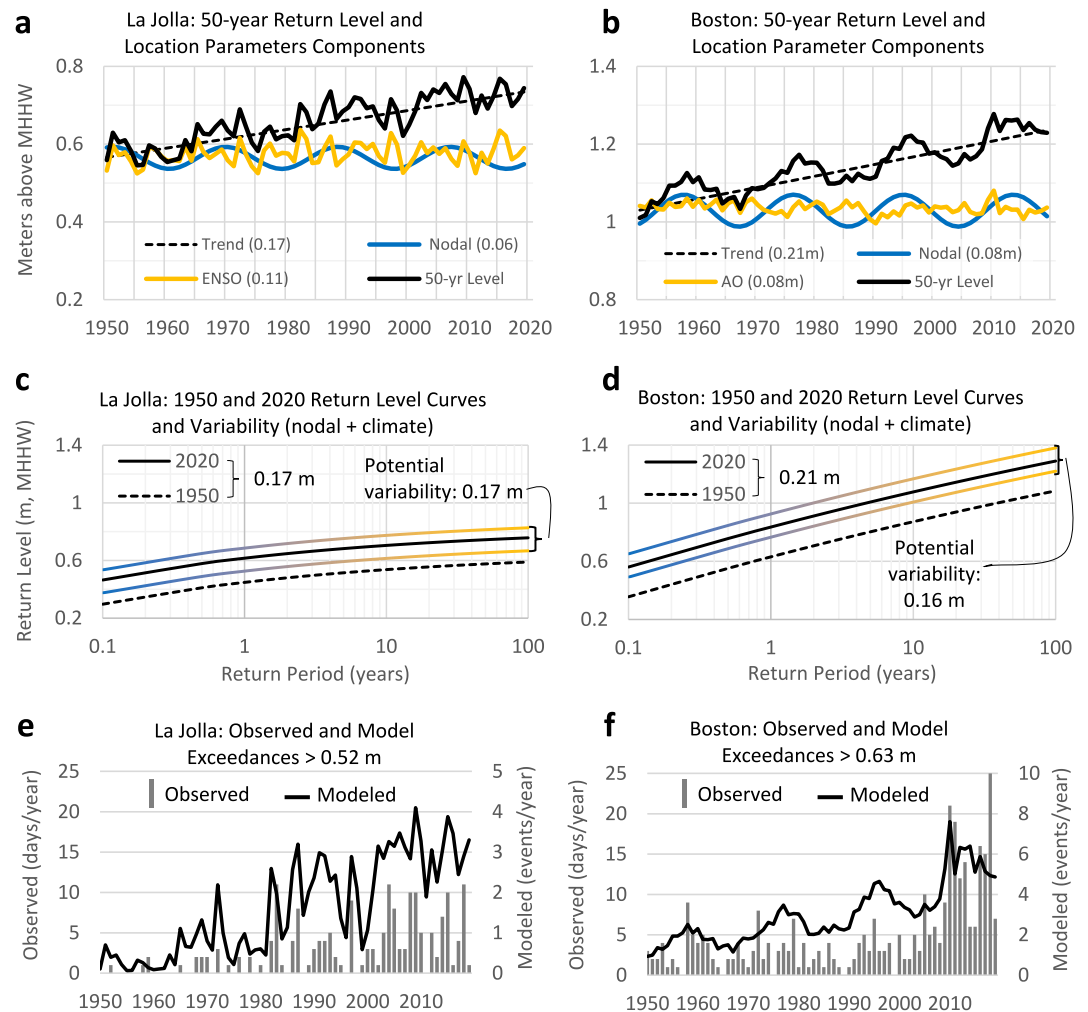 a
La Jolla: 50-year Return Level and
Location Parameters Components
Meters above MHHW
0.8
0.6
0.4
0.2
Trend (0.17)
Nodal (0.06)
ENSO (0.11)
50-yr Level
1950 1960 1970 1980 1990 2000 2010 2020
b
Boston: 50-year Return Level and
Location Parameter Components
1.4
1.2
1
0.8
Trend (0.21m)
Nodal (0.08m)
AO (0.08m)
50-yr Level
1950 1960 1970 1980 1990 2000 2010 2020
c
La Jolla: 1950 and 2020 Return Level Curves
and Variability (nodal + climate)
Return Level (m, MHHW)
1.4
1
0.6
0.2
2020
1950
0.17 m
Potential
variability: 0.17 m
0.1 1 10 100
Return Period (years)
d
Boston: 1950 and 2020 Return Level Curves
and Variability (nodal + climate)
1.4
1
0.6
0.2
2020
1950
0.21 m
Potential
variability:
0.16 m
0.1 1 10 100
Return Period (years)
e
La Jolla: Observed and Model
Exceedances > 0.52 m
Observed (days/year)
25
20
15
10
5
0
Observed
Modeled
5
4
3
2
1
0
Modeled (events/year)
1950 1960 1970 1980 1990 2000 2010
f
Boston: Observed and Model
Exceedances > 0.63 m
Observed (days/year)
25
20
15
10
5
0
Observed
Modeled
10
8
6
4
2
0
Modeled (events/year)
1950 1960 1970 1980 1990 2000 2010